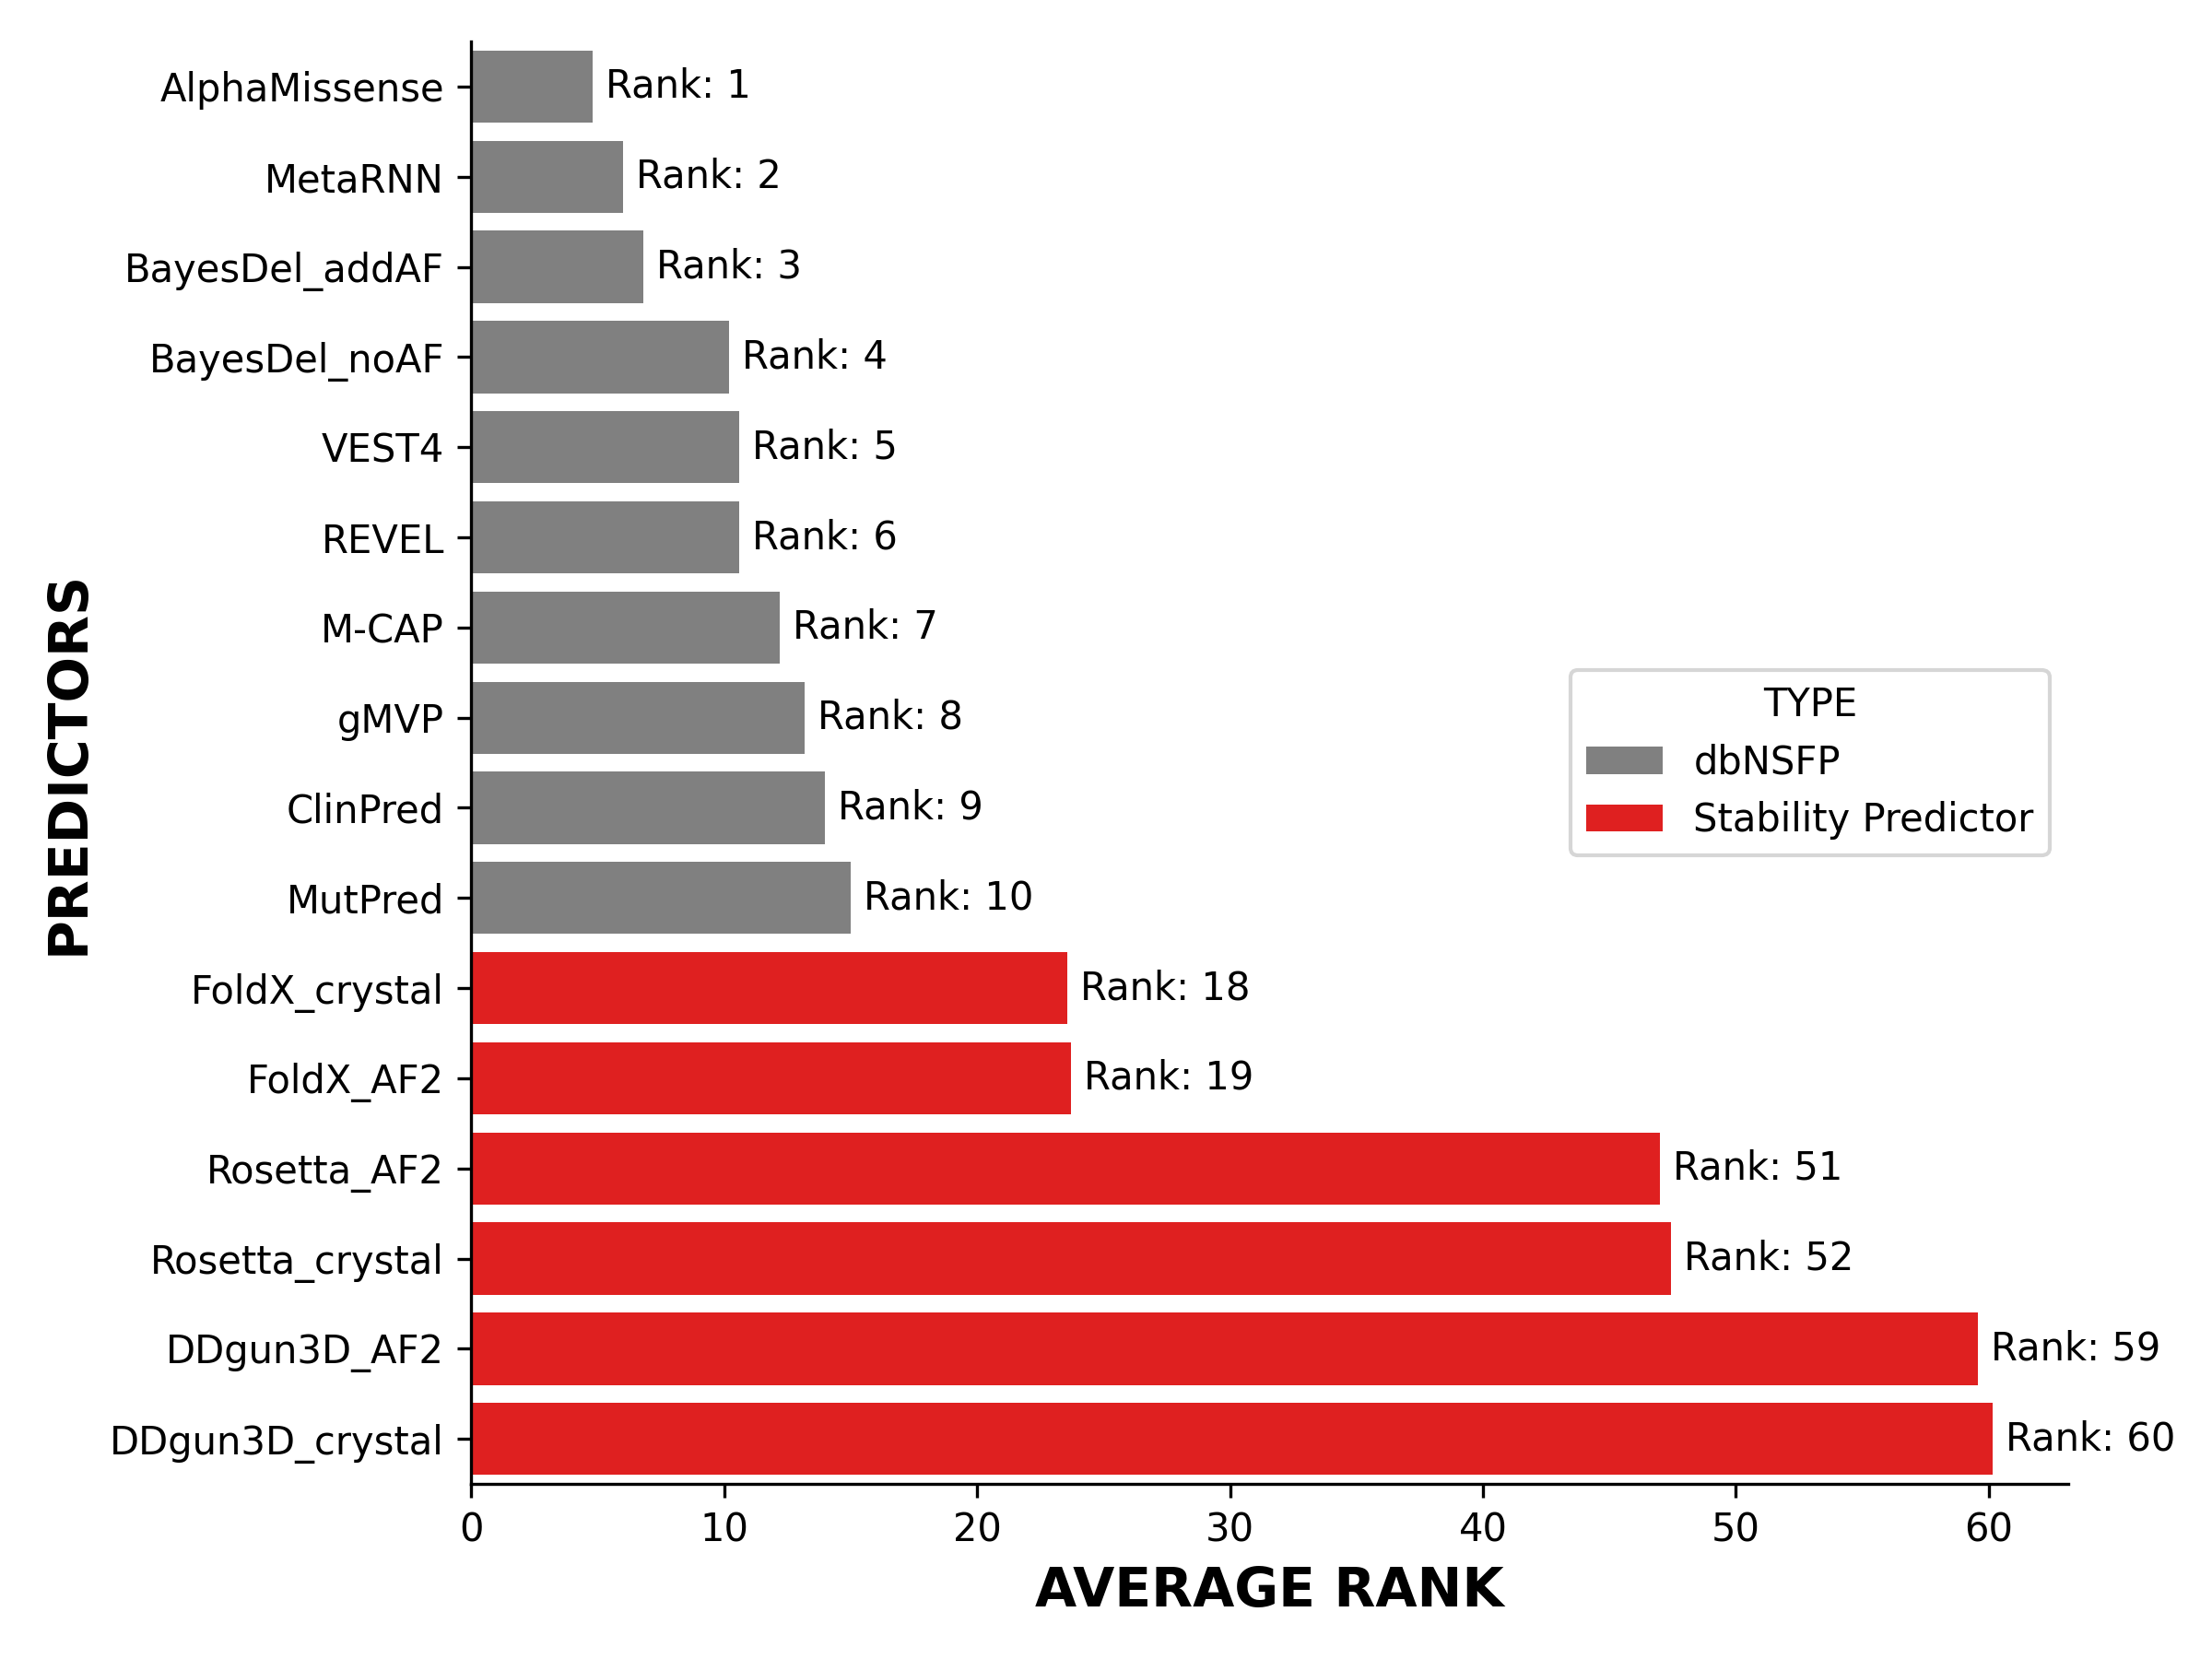 PREDICTORS
AlphaMissense Rank: 1
MetaRNN Rank: 2
BayesDel_addAF Rank: 3
BayesDel_noAF Rank: 4
VEST4 Rank: 5
REVEL Rank: 6
M-CAP Rank: 7
gMVP Rank: 8
ClinPred Rank: 9
MutPred Rank: 10
FoldX_crystal Rank: 18
FoldX_AF2 Rank: 19
Rosetta_AF2 Rank: 51
Rosetta_crystal Rank: 52
DDgun3D_AF2 Rank: 59
DDgun3D_crystal Rank: 60
TYPE
dbNSFP
Stability Predictor
0 10 20 30 40 50 60
AVERAGE RANK